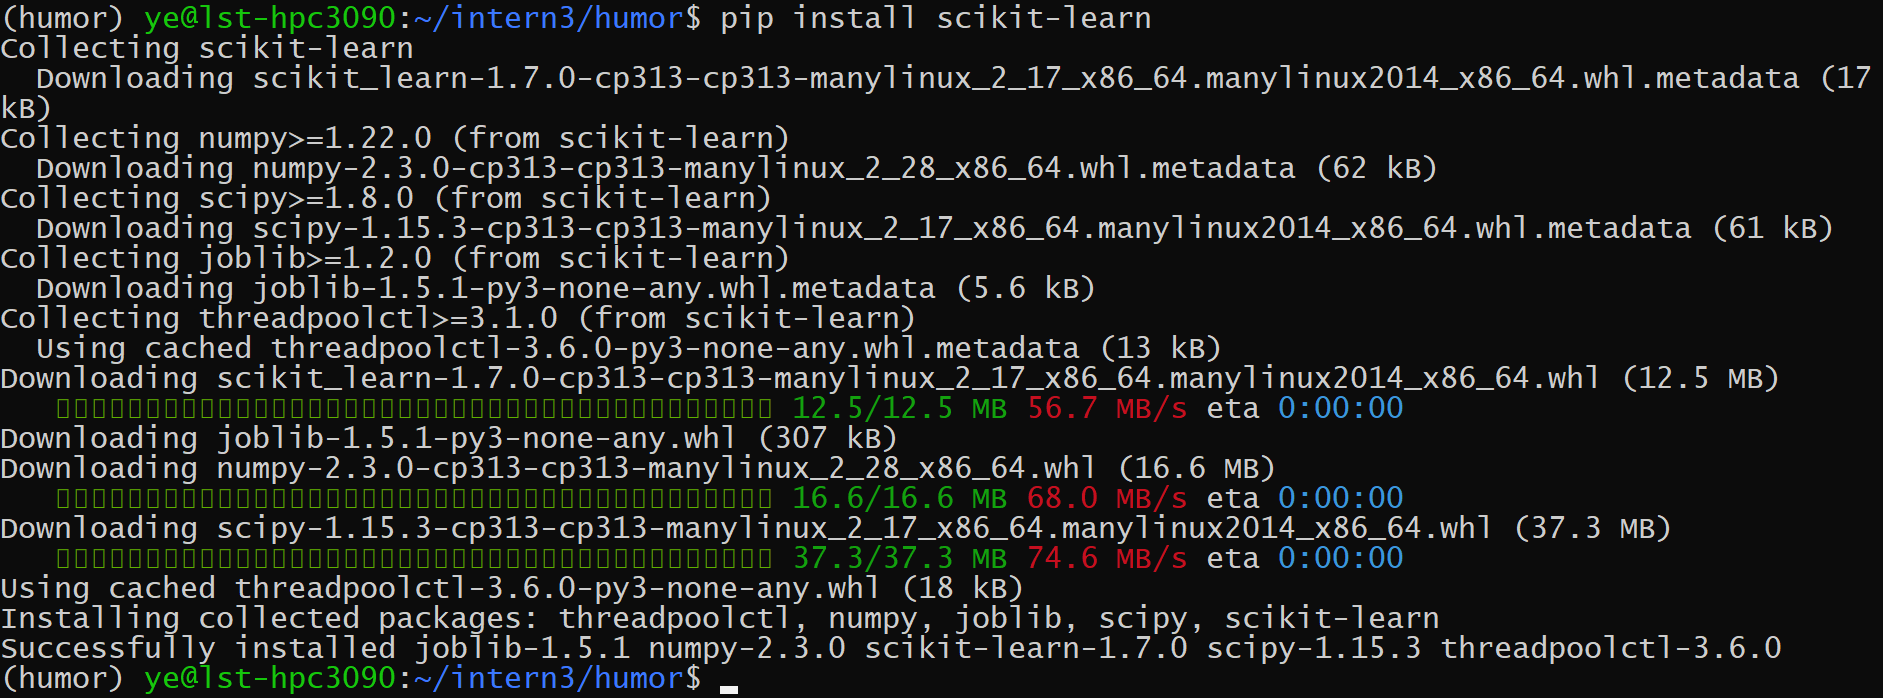 (humor) ye@lst-hpc3090:~/intern3/humor$ pip install scikit-learn
Collecting scikit-learn
  Downloading scikit_learn-1.7.0-cp313-cp313-manylinux_2_17_x86_64.manylinux2014_x86_64.whl.metadata (17
kB)
Collecting numpy>=1.22.0 (from scikit-learn)
  Downloading numpy-2.3.0-cp313-cp313-manylinux_2_28_x86_64.whl.metadata (62 kB)
Collecting scipy>=1.8.0 (from scikit-learn)
  Downloading scipy-1.15.3-cp313-cp313-manylinux_2_17_x86_64.manylinux2014_x86_64.whl.metadata (61 kB)
Collecting joblib>=1.2.0 (from scikit-learn)
  Downloading joblib-1.5.1-py3-none-any.whl.metadata (5.6 kB)
Collecting threadpoolctl>=3.1.0 (from scikit-learn)
  Using cached threadpoolctl-3.6.0-py3-none-any.whl.metadata (13 kB)
Downloading scikit_learn-1.7.0-cp313-cp313-manylinux_2_17_x86_64.manylinux2014_x86_64.whl (12.5 MB)
12.5/12.5 MB 56.7 MB/s eta 0:00:00
Downloading joblib-1.5.1-py3-none-any.whl (307 kB)
Downloading numpy-2.3.0-cp313-cp313-manylinux_2_28_x86_64.whl (16.6 MB)
16.6/16.6 MB 68.0 MB/s eta 0:00:00
Downloading scipy-1.15.3-cp313-cp313-manylinux_2_17_x86_64.manylinux2014_x86_64.whl (37.3 MB)
37.3/37.3 MB 74.6 MB/s eta 0:00:00
Using cached threadpoolctl-3.6.0-py3-none-any.whl (18 kB)
Installing collected packages: threadpoolctl, numpy, joblib, scipy, scikit-learn
Successfully installed joblib-1.5.1 numpy-2.3.0 scikit-learn-1.7.0 scipy-1.15.3 threadpoolctl-3.6.0
(humor) ye@lst-hpc3090:~/intern3/humor$